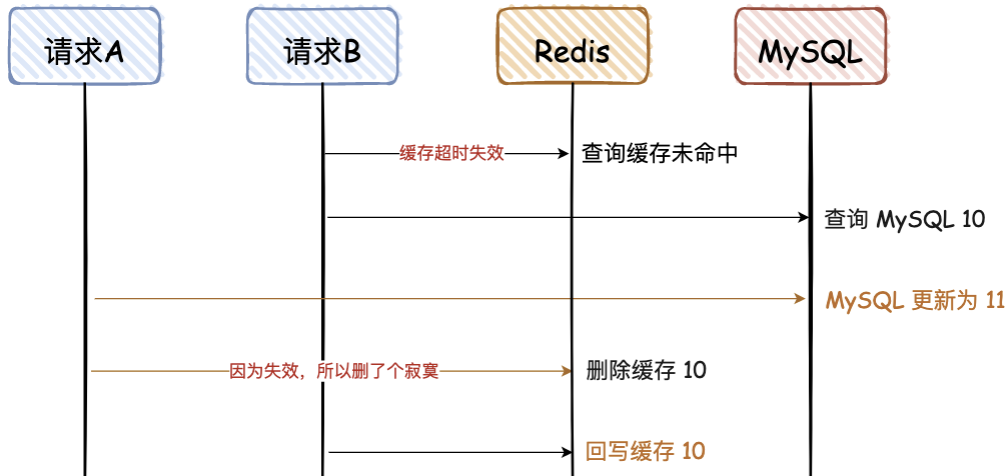 请求A
请求B
Redis
MySQL
缓存超时失效
查询缓存未命中
查询 MySQL 10
MySQL 更新为 11
因为失效，所以删了个寂寞
删除缓存 10
回写缓存 10